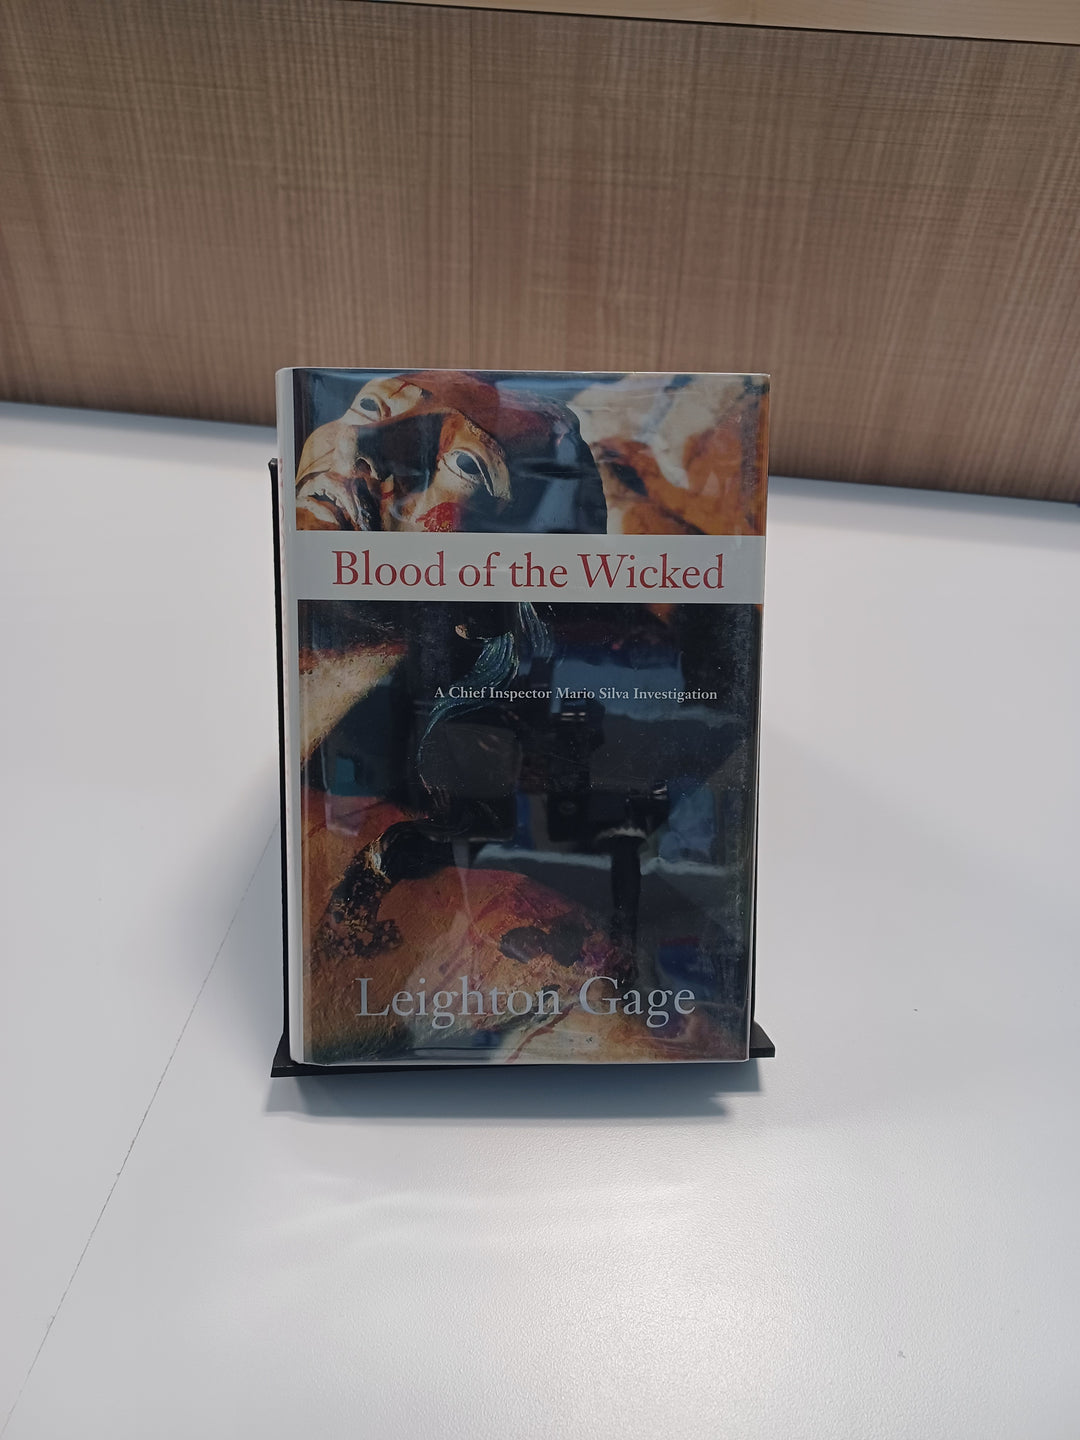 Blood of the Wicked
A Chief Inspector Mario Silva Investigation
Leighton Gage